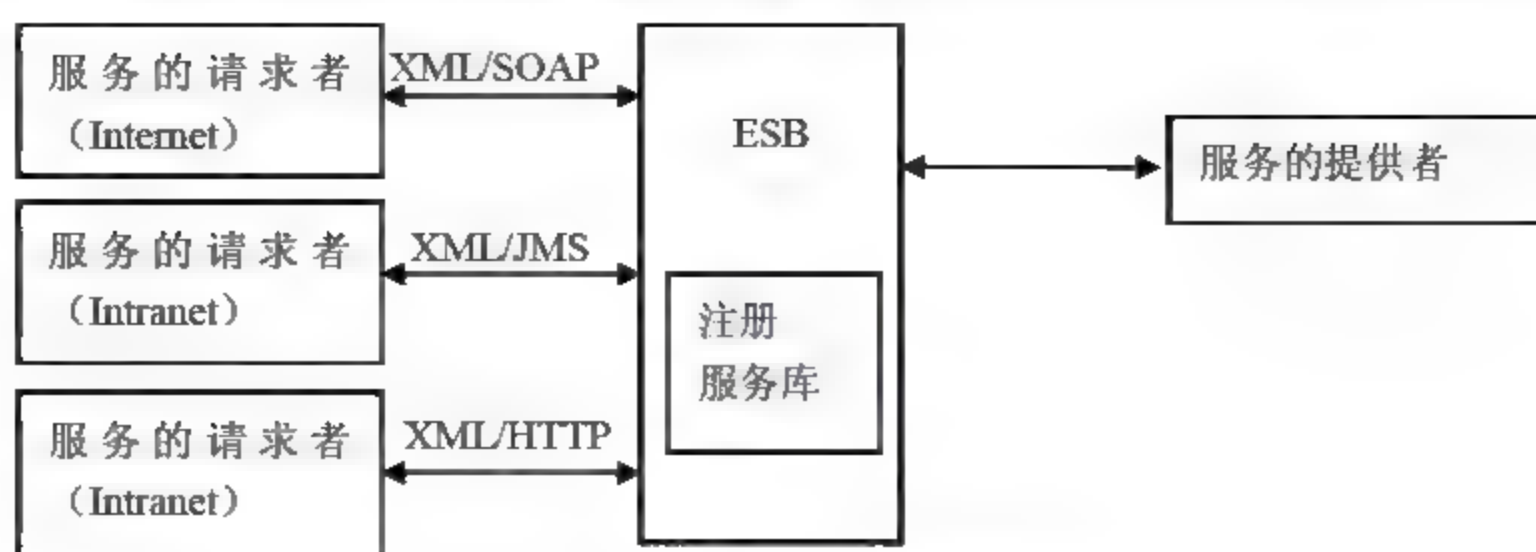 服务的请求者
（Internet）
XML/SOAP
服务的请求者
（Intranet）
XML/JMS
服务的请求者
（Intranet）
XML/HTTP
ESB
注册
服务库
服务的提供者